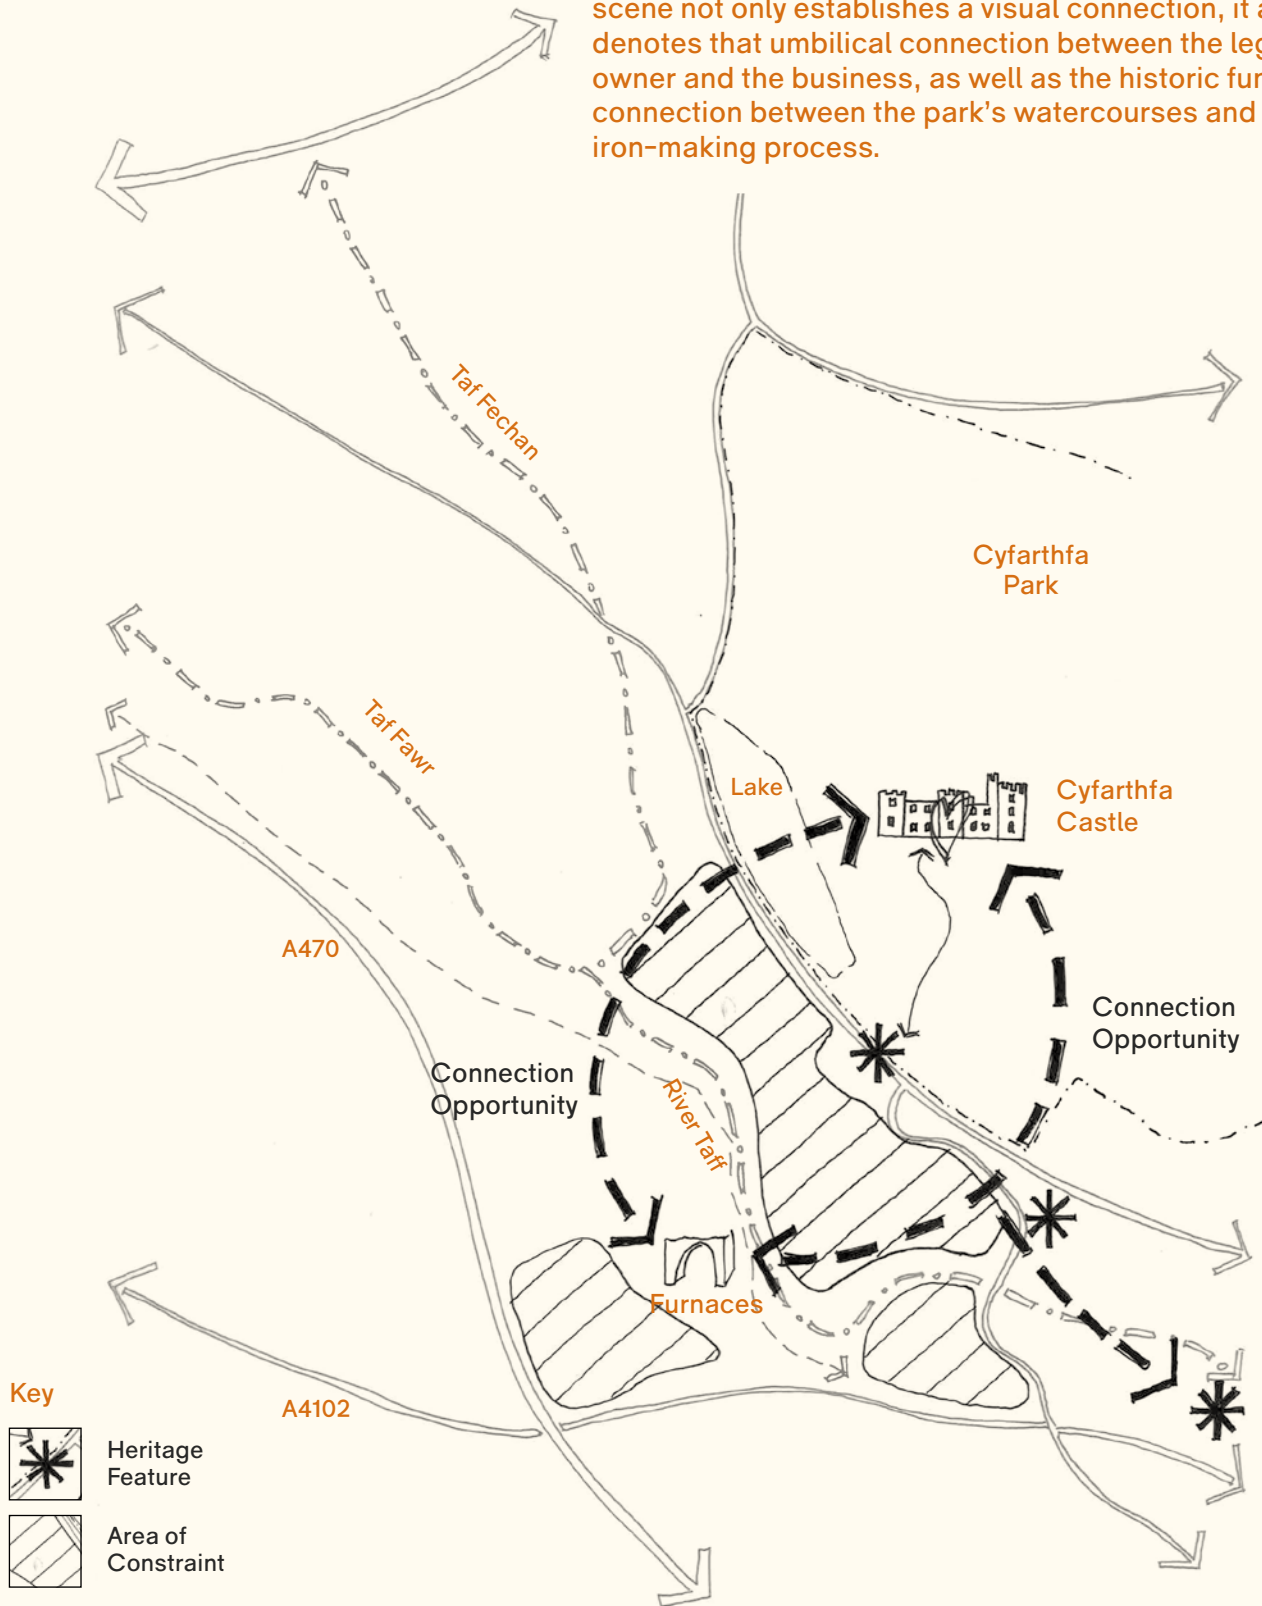 scene not only establishes a visual connection, it
denotes that umbilical connection between the
owner and the business, as well as the historic
connection between the park's watercourses and
iron-making process.
Taf Fechan
Cyfarthfa
Park
Taf Fawr
Lake
Cyfarthfa
Castle
A470
Connection
Opportunity
Connection
Opportunity
River Taff
Furnaces
Key
A4102
Heritage
Feature
Area of
Constraint